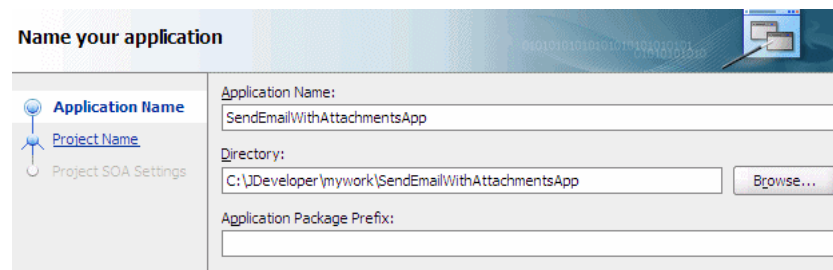 Name your application
Application Name
Project Name
Project SOA Settings
Application Name:
SendEmailWithAttachmentsApp
Directory:
C:\JDeveloper\mywork\SendEmailWithAttachmentsApp
Browse...
Application Package Prefix: